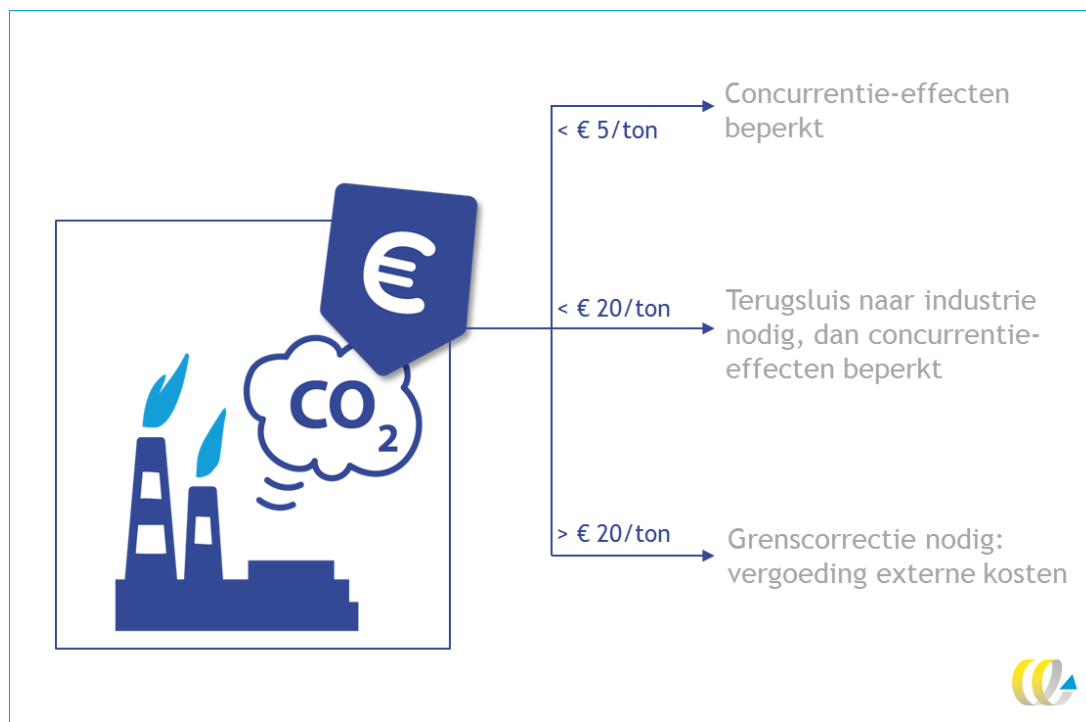 Concurrentie-effecten
beperkt
< € 5/ton
€
Terugsluis naar industrie
nodig, dan concurrentie-
effecten beperkt
< € 20/ton
CO2
> € 20/ton
Grenscorrectie nodig:
vergoeding externe kosten